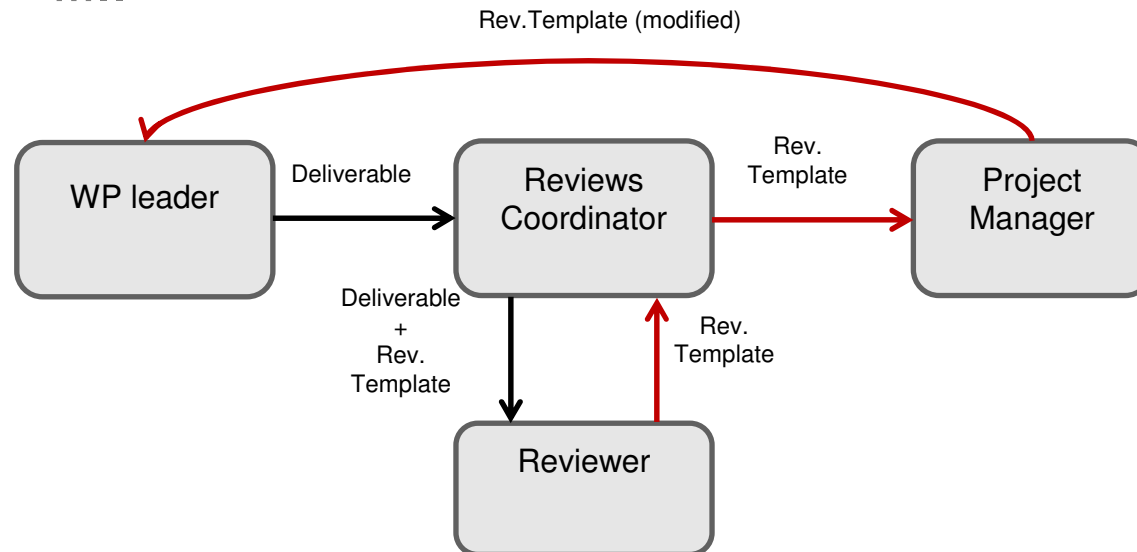 Rev.Template (modified)
WP leader
Deliverable
Reviews
Coordinator
Rev.
Template
Project
Manager
Deliverable
+
Rev.
Template
Rev.
Template
Reviewer